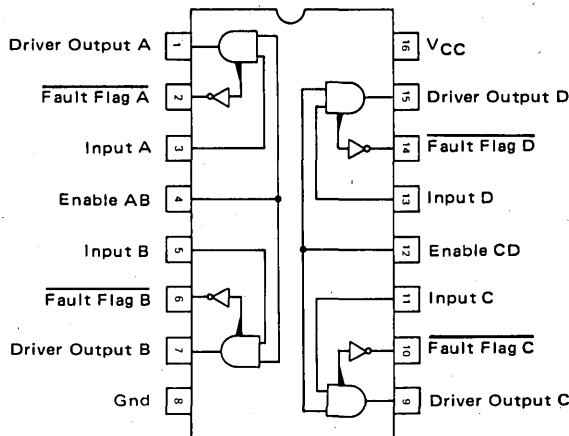 Driver Output A 1
Fault Flag A 2
Input A 3
Enable AB 4
Input B 5
Fault Flag B 6
Driver Output B 7
Gnd 8
16 VCC
15 Driver Output D
14 Fault Flag D
13 Input D
12 Enable CD
11 Input C
10 Fault Flag C
9 Driver Output C